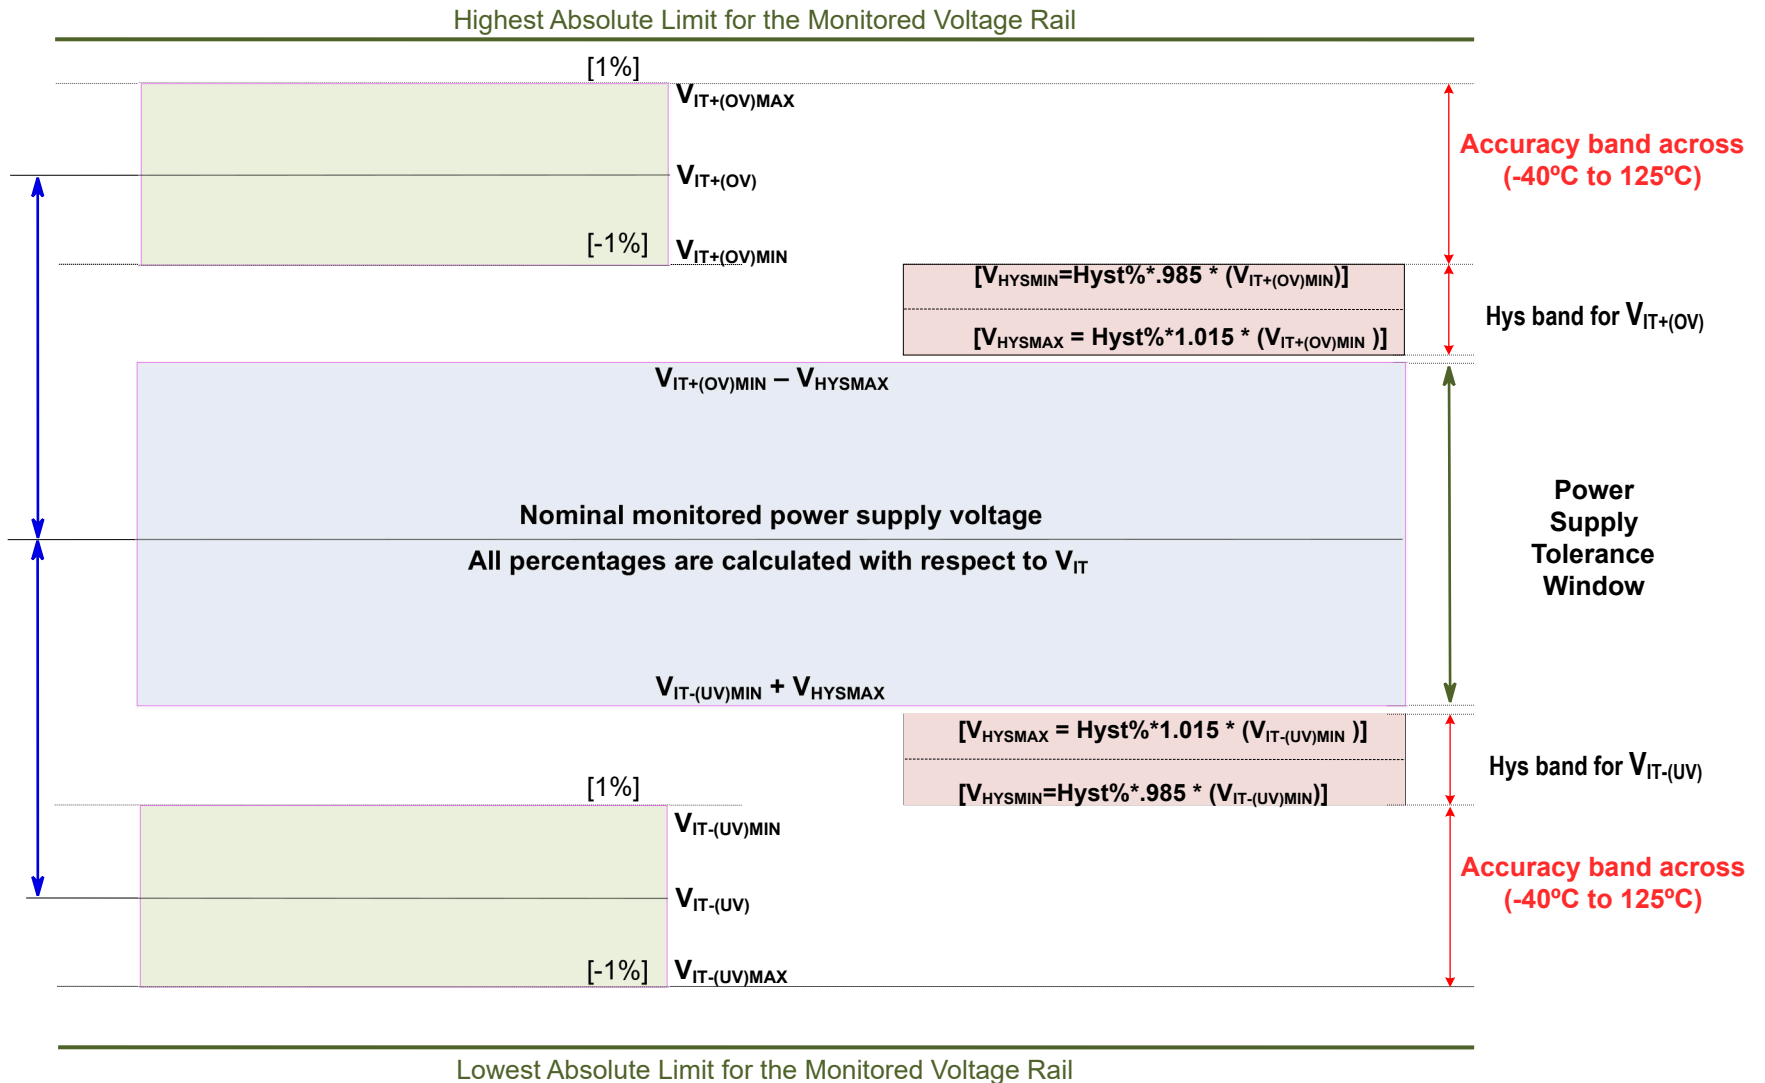 Highest Absolute Limit for the Monitored Voltage Rail
[1%]
VIT+(OV)MAX
Accuracy band across
(-40ºC to 125ºC)
VIT+(OV)
[-1%]
VIT+(OV)MIN
[VHYSMIN=Hyst%*.985 * (VIT+(OV)MIN)]
Hys band for VIT+(OV)
[VHYSMAX = Hyst%*1.015 * (VIT+(OV)MIN )]
VIT+(OV)MIN – VHYSMAX
Nominal monitored power supply voltage
All percentages are calculated with respect to VIT
Power
Supply
Tolerance
Window
VIT-(UV)MIN + VHYSMAX
[VHYSMAX = Hyst%*1.015 * (VIT-(UV)MIN )]
Hys band for VIT-(UV)
[VHYSMIN=Hyst%*.985 * (VIT-(UV)MIN)]
[1%]
VIT-(UV)MIN
Accuracy band across
(-40ºC to 125ºC)
VIT-(UV)
[-1%]
VIT-(UV)MAX
Lowest Absolute Limit for the Monitored Voltage Rail